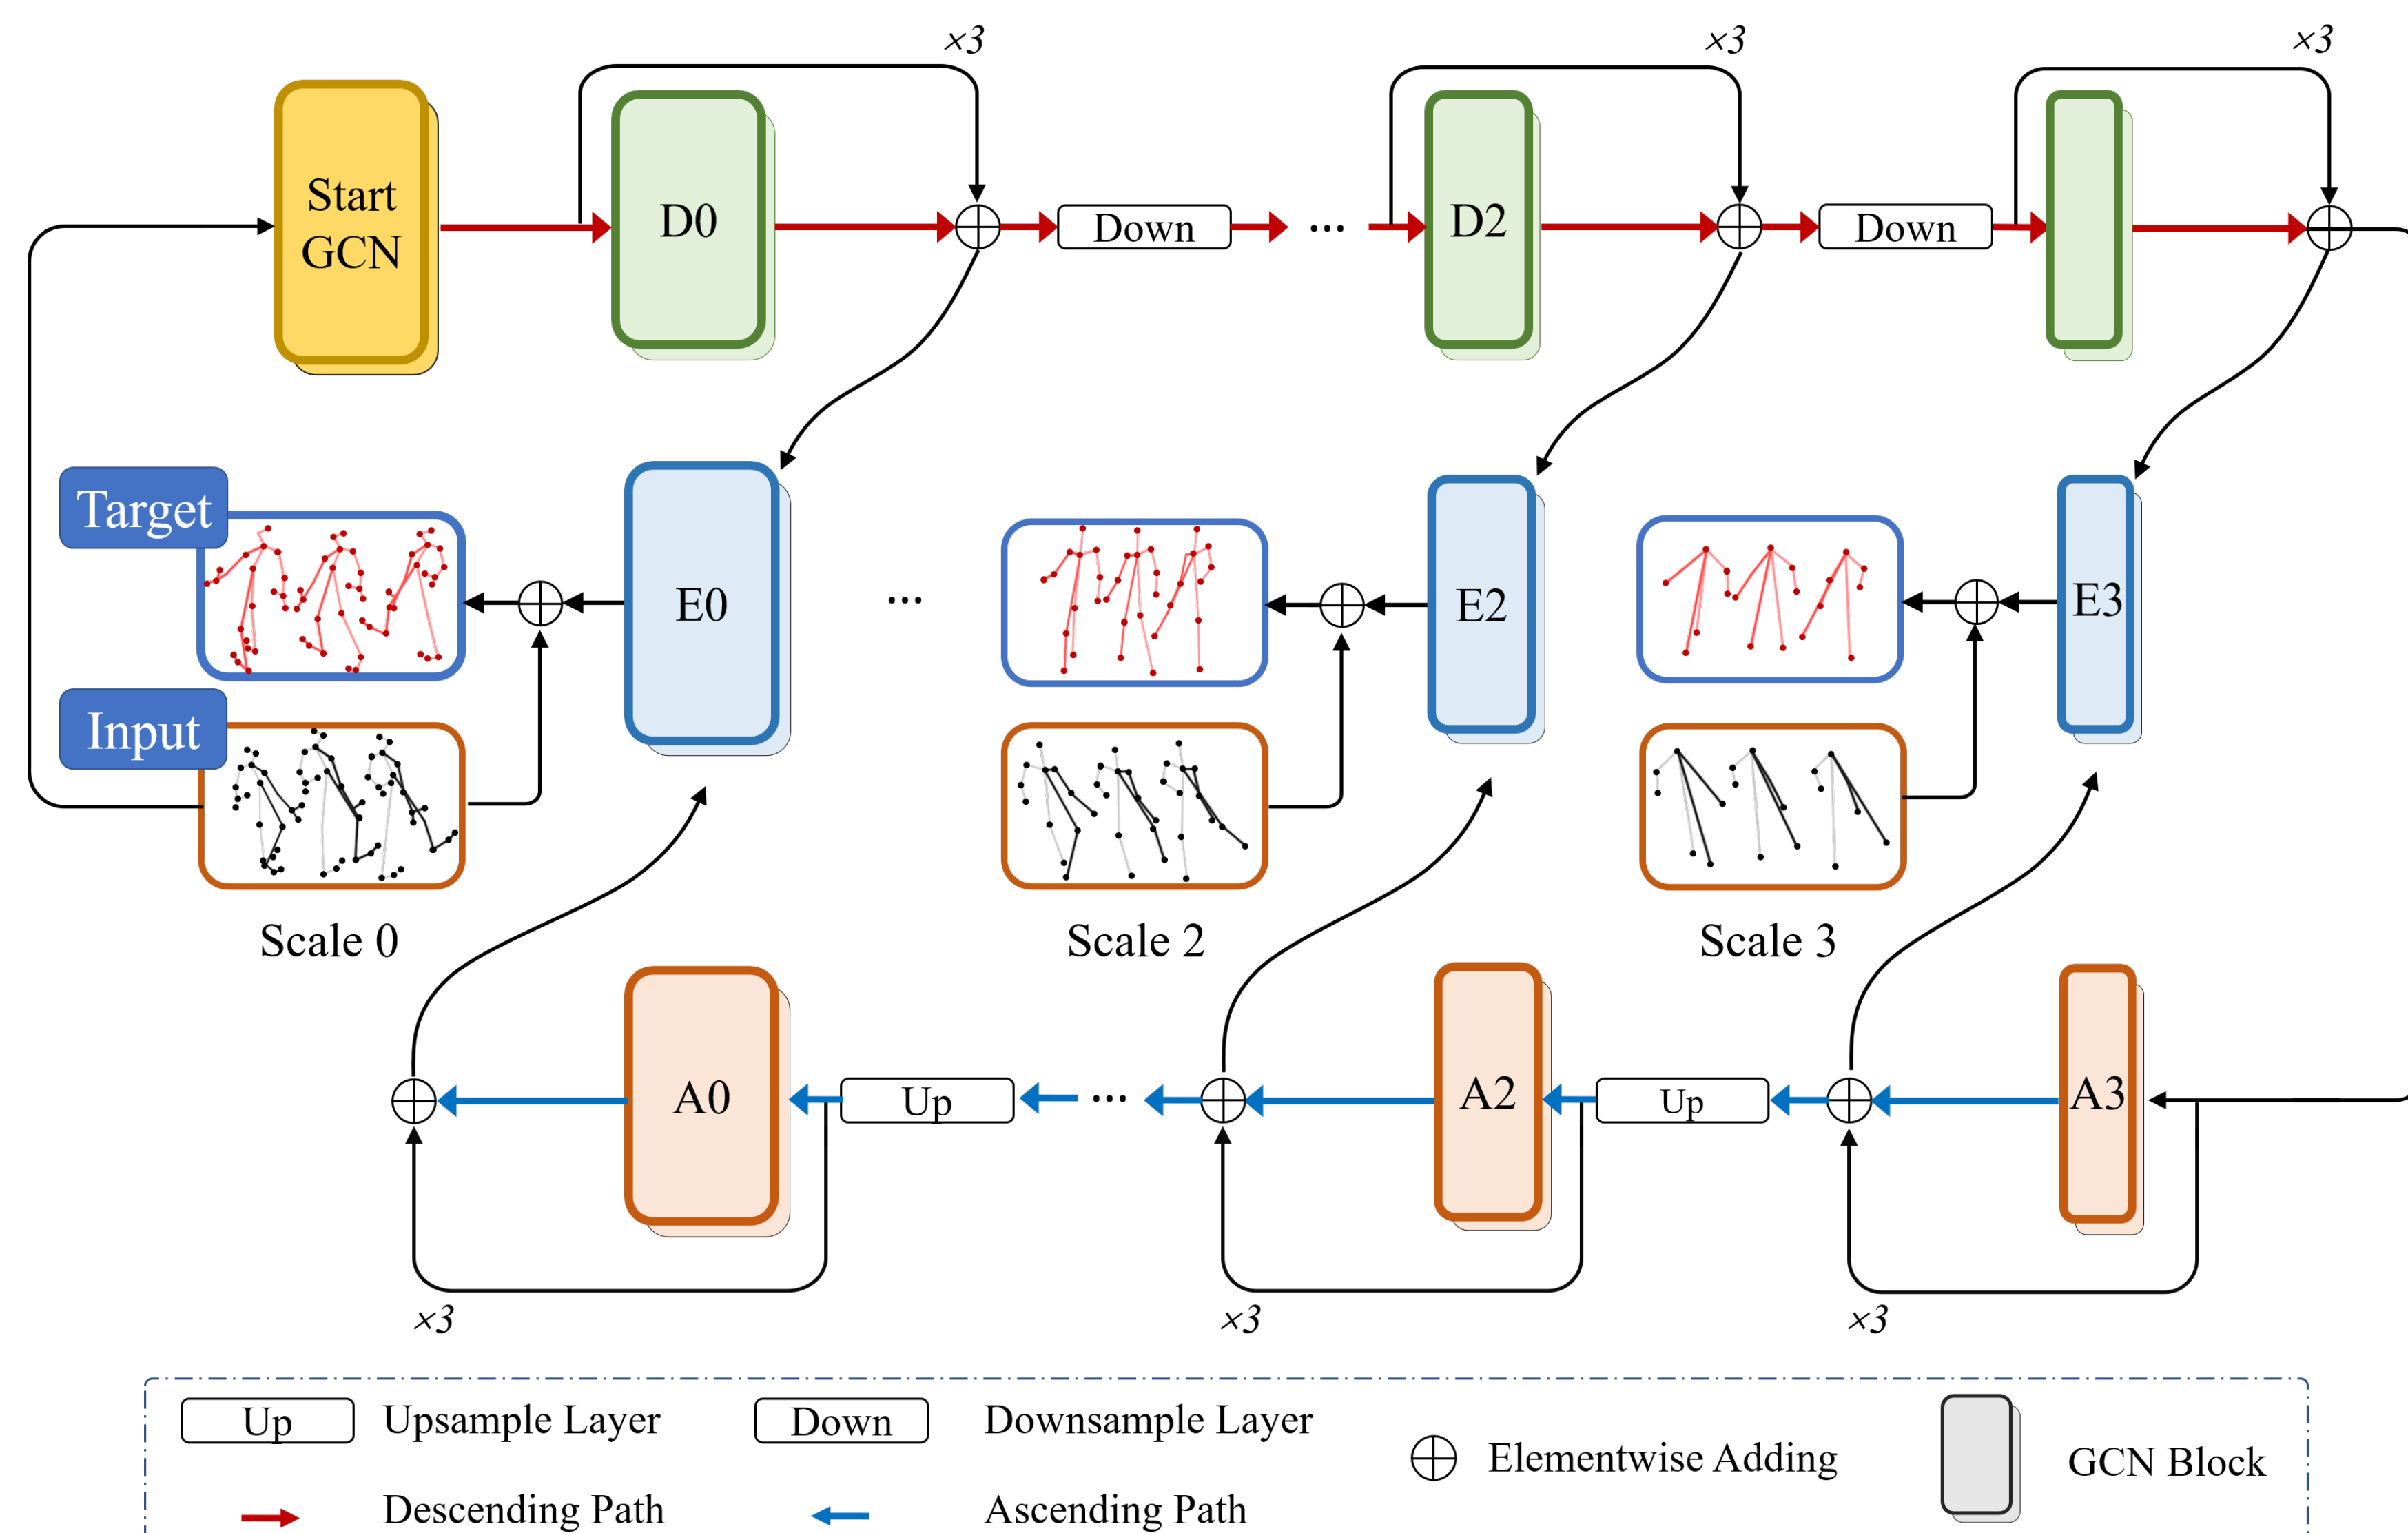 ×3
×3
×3
Start
GCN
D0
Down
...
D2
Down
Target
Input
E0
...
E2
E3
Scale 0
Scale 2
Scale 3
A0
Up
...
A2
Up
A3
×3
×3
×3
Up
Upsample Layer
Down
Downsample Layer
Elementwise Adding
GCN Block
Descending Path
Ascending Path